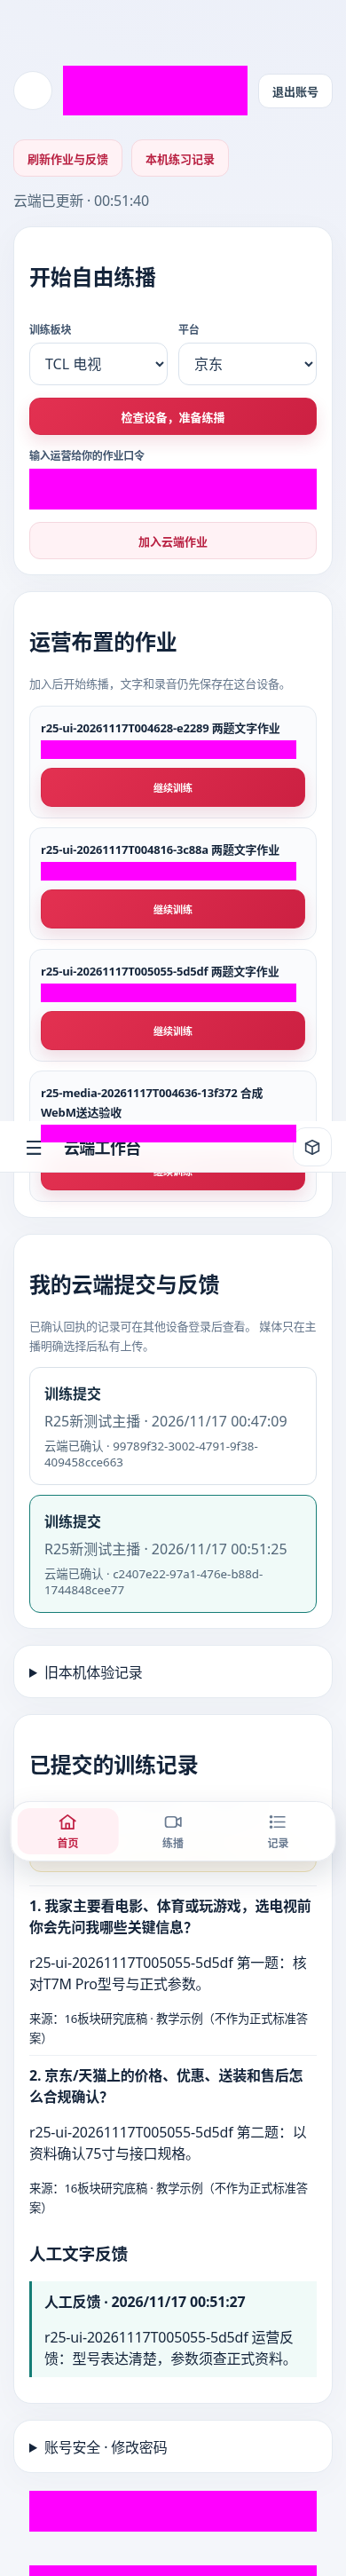 退出账号
刷新作业与反馈 本机练习记录
云端已更新 · 00:51:40
开始自由练播
训练板块 平台
TCL 电视 京东
检查设备，准备练播
输入运营给你的作业口令
加入云端作业
运营布置的作业
加入后开始练播，文字和录音仍先保存在这台设备。
r25-ui-20261117T004628-e2289 两题文字作业
继续训练
r25-ui-20261117T004816-3c88a 两题文字作业
继续训练
r25-ui-20261117T005055-5d5df 两题文字作业
继续训练
r25-media-20261117T004636-13f372 合成
WebM送达验收
云端工作台
继续训练
我的云端提交与反馈
已确认回执的记录可在其他设备登录后查看。 媒体只在主
播明确选择后私有上传。
训练提交
R25新测试主播 · 2026/11/17 00:47:09
云端已确认 · 99789f32-3002-4791-9f38-
409458cce663
训练提交
R25新测试主播 · 2026/11/17 00:51:25
云端已确认 · c2407e22-97a1-476e-b88d-
1744848cee77
旧本机体验记录
已提交的训练记录
首页 练播 记录
1. 我家主要看电影、体育或玩游戏，选电视前
你会先问我哪些关键信息？
r25-ui-20261117T005055-5d5df 第一题：核
对T7M Pro型号与正式参数。
来源：16板块研究底稿 · 教学示例（不作为正式标准答
案）
2. 京东/天猫上的价格、优惠、送装和售后怎
么合规确认？
r25-ui-20261117T005055-5d5df 第二题：以
资料确认75寸与接口规格。
来源：16板块研究底稿 · 教学示例（不作为正式标准答
案）
人工文字反馈
人工反馈 · 2026/11/17 00:51:27
r25-ui-20261117T005055-5d5df 运营反
馈：型号表达清楚，参数须查正式资料。
账号安全 · 修改密码